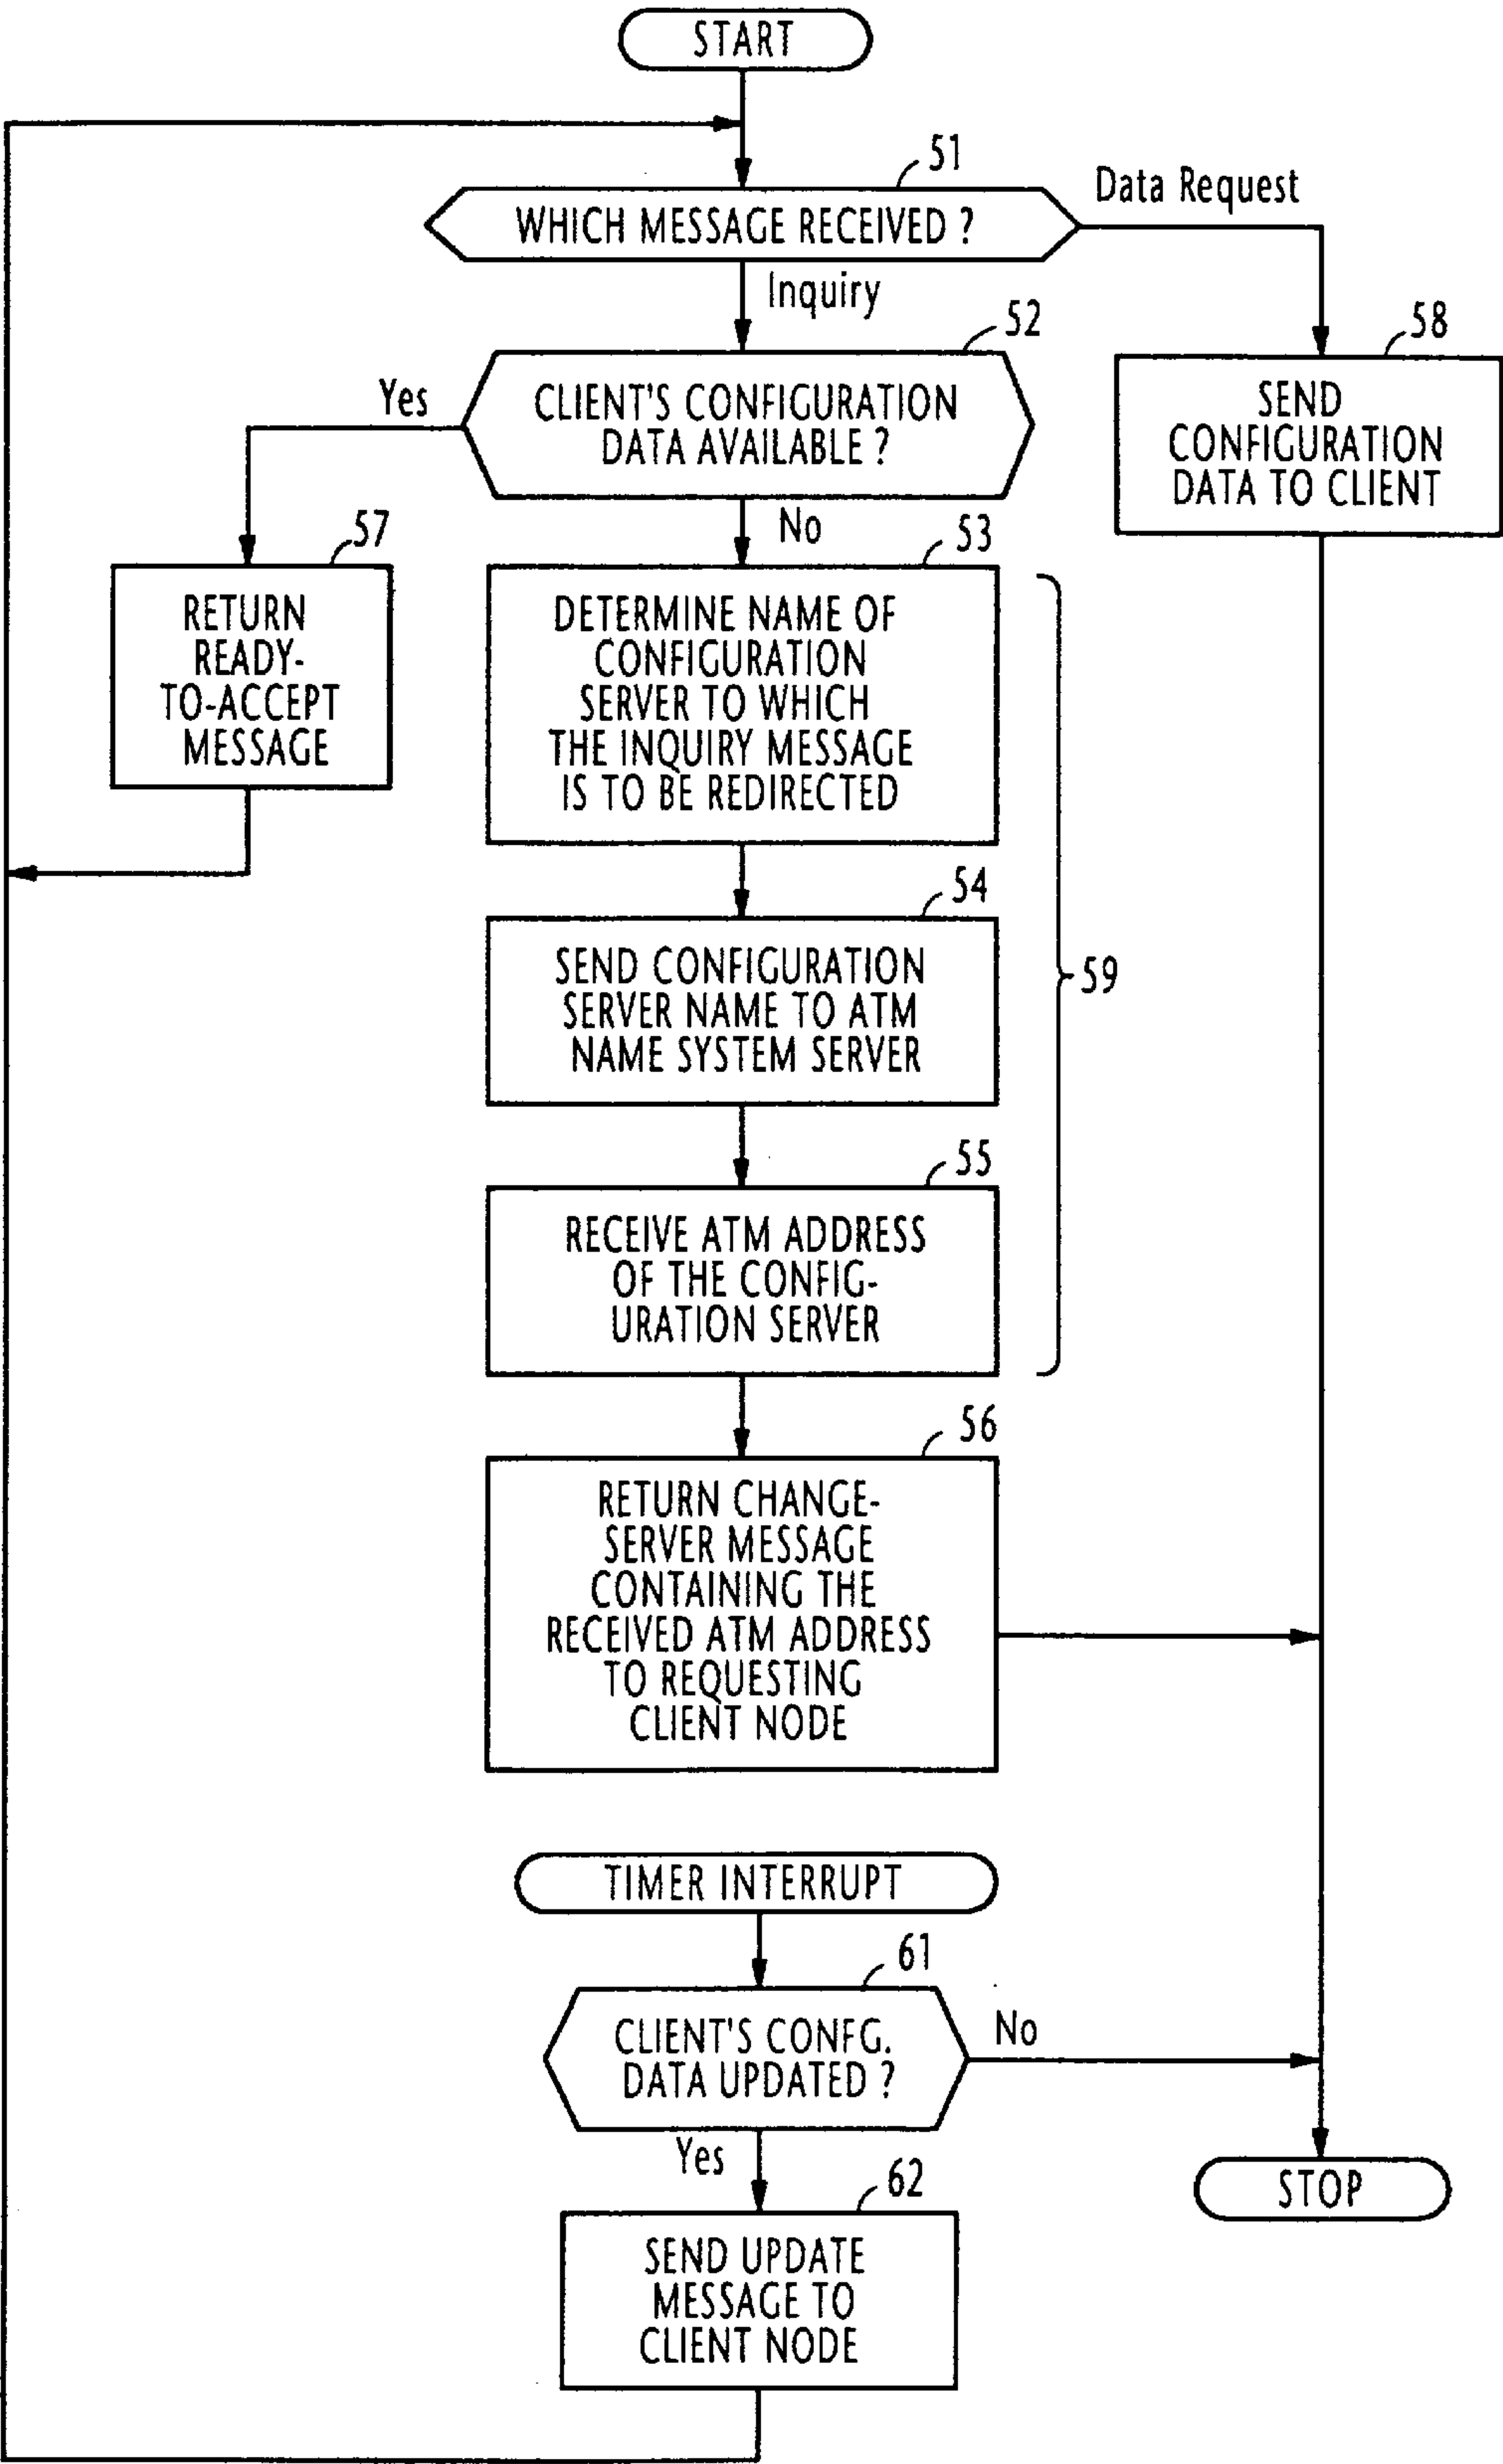 START
51
Data Request
WHICH MESSAGE RECEIVED ?
Inquiry
52
58
Yes
CLIENT'S CONFIGURATION
DATA AVAILABLE ?
SEND
CONFIGURATION
DATA TO CLIENT
No
57
53
RETURN
READY-
TO-ACCEPT
MESSAGE
DETERMINE NAME OF
CONFIGURATION
SERVER TO WHICH
THE INQUIRY MESSAGE
IS TO BE REDIRECTED
54
SEND CONFIGURATION
SERVER NAME TO ATM
NAME SYSTEM SERVER
59
55
RECEIVE ATM ADDRESS
OF THE CONFIG-
URATION SERVER
56
RETURN CHANGE-
SERVER MESSAGE
CONTAINING THE
RECEIVED ATM ADDRESS
TO REQUESTING
CLIENT NODE
TIMER INTERRUPT
61
CLIENT'S CONFG.
DATA UPDATED ?
No
Yes
62
STOP
SEND UPDATE
MESSAGE TO
CLIENT NODE